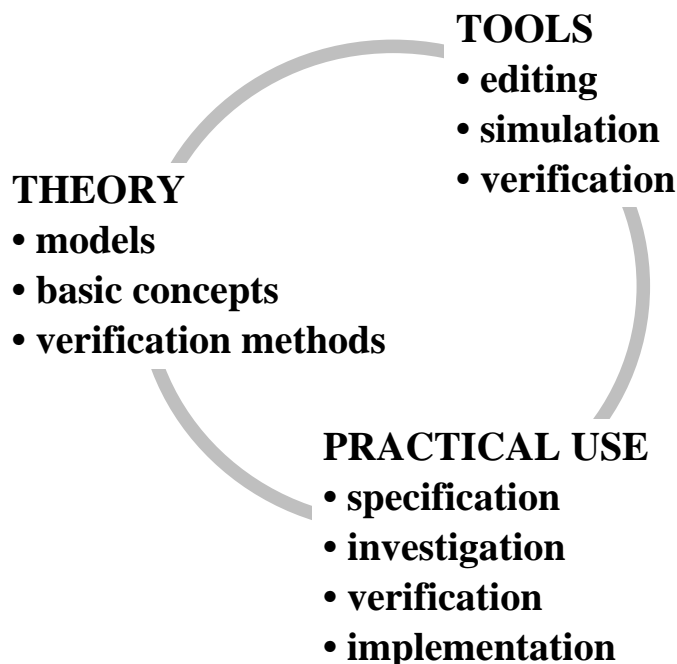 TOOLS
• editing
• simulation
• verification
THEORY
• models
• basic concepts
• verification methods
PRACTICAL USE
• specification
• investigation
• verification
• implementation